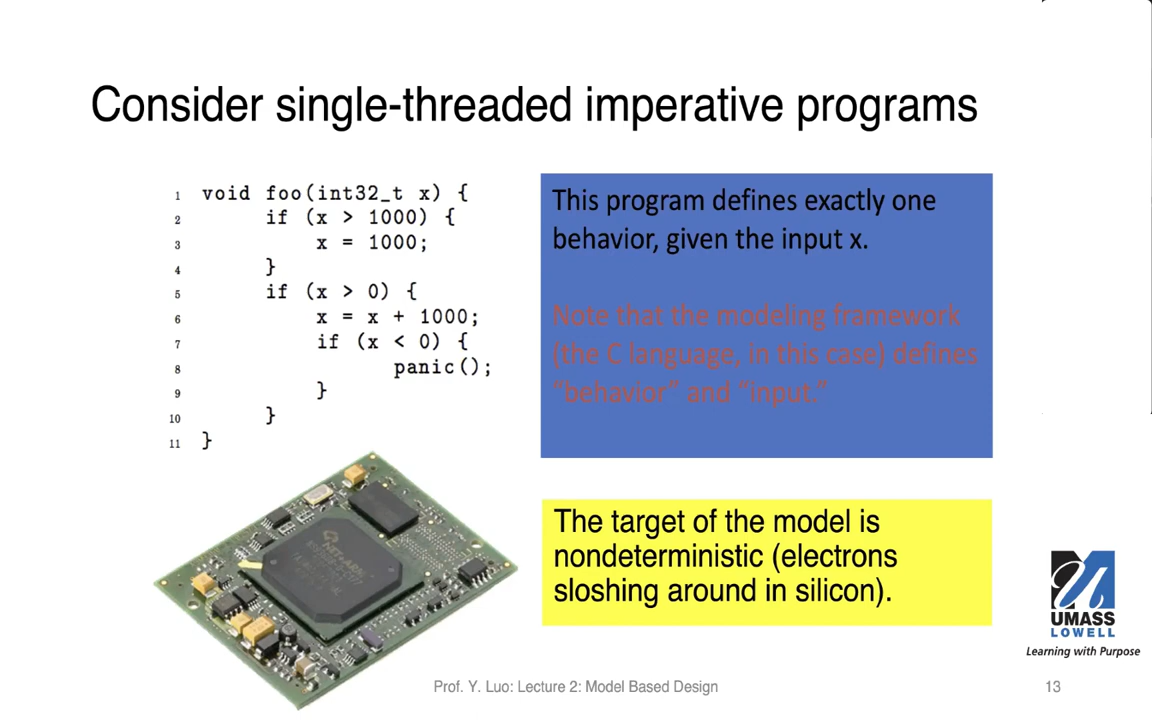 Consider single-threaded imperative programs
1 void foo(int32_t x) {
2 if (x > 1000) {
3 x = 1000;
4 }
5 if (x > 0) {
6 x = x + 1000;
7 if (x < 0) {
8 panic();
9 }
10 }
11 }
This program defines exactly one
behavior, given the input x.
Note that the modeling framework
(the C language, in this case) defines
“behavior” and “input.”
The target of the model is
nondeterministic (electrons
sloshing around in silicon).
UMASS
LOWELL
Learning with Purpose
Prof. Y. Luo: Lecture 2: Model Based Design
13